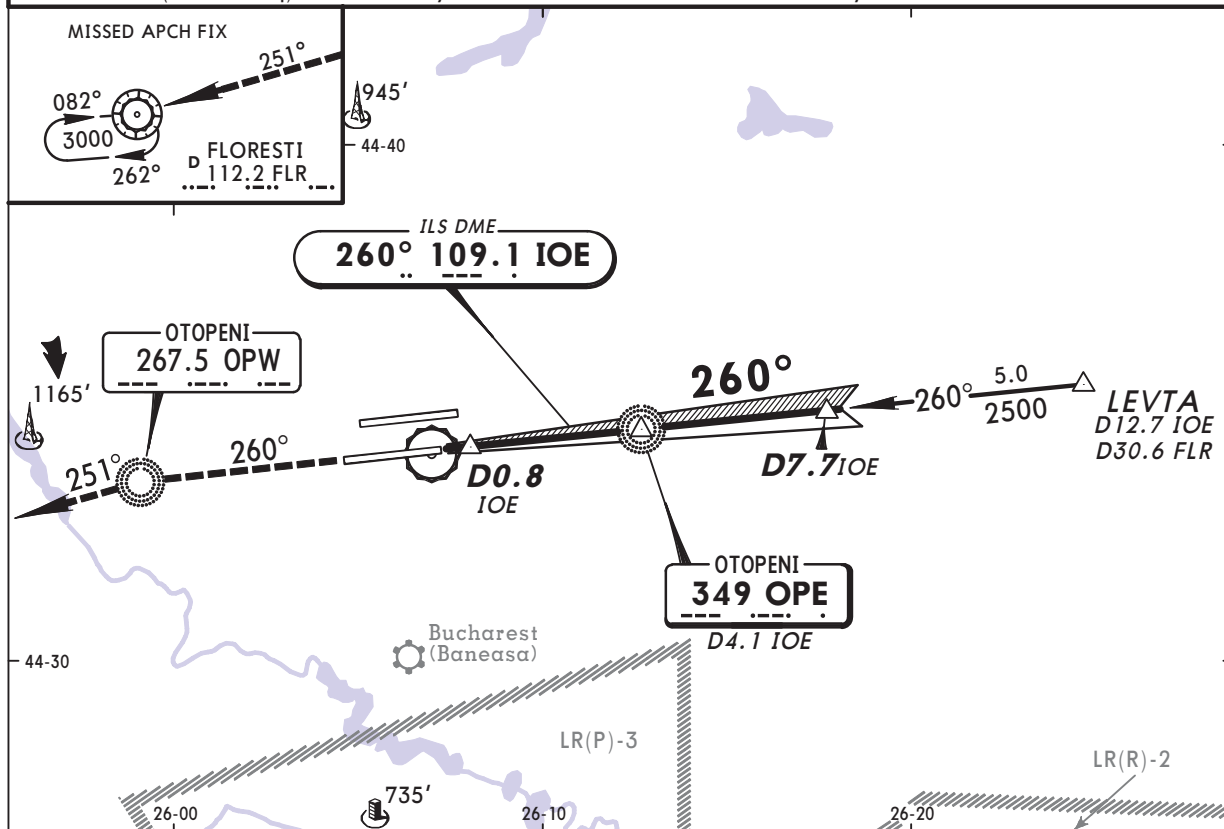 MISSED APCH FIX
251°
082°
3000
262°
D FLORESTI
112.2 FLR
945'
44-40
ILS DME
260° 109.1 IOE
OTOPENI
267.5 OPW
1165'
251°
260°
D0.8
IOE
260°
D7.7 IOE
260°
5.0
2500
LEVTA
D12.7 IOE
D30.6 FLR
OTOPENI
349 OPE
D4.1 IOE
Bucharest
(Baneasa)
44-30
LR(P)-3
LR(R)-2
735'
26-00
26-10
26-20